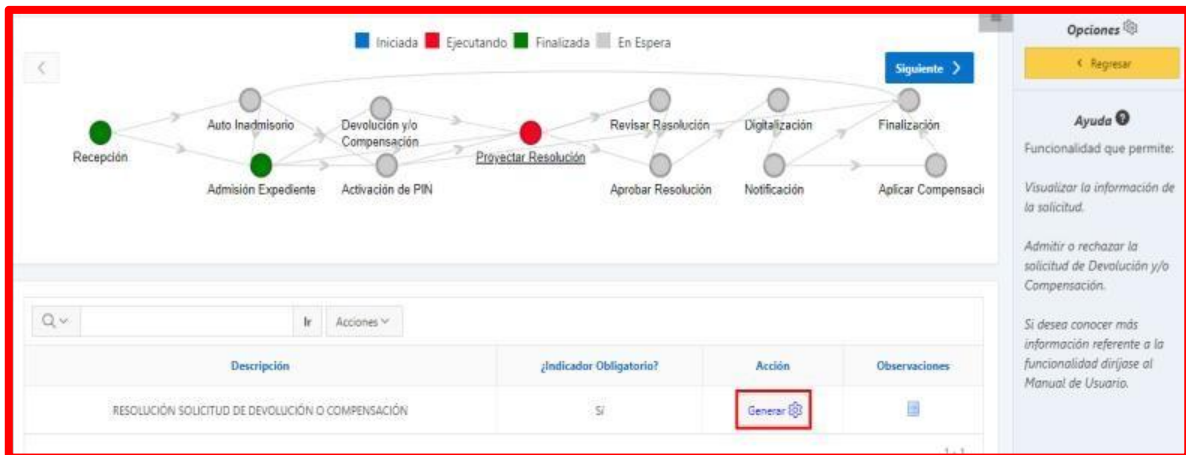 Iniciada Ejecutando Finalizada En Espera
Siguiente
Auto Inadmisorio
Devolución y/o
Compensación
Revisar Resolución
Digitalización
Finalización
Recepción
Proyectar Resolución
Admisión Expediente
Activación de PIN
Aprobar Resolución
Notificación
Aplicar Compensaci
Ir
Acciones
Descripción ¿Indicador Obligatorio? Acción Observaciones
RESOLUCIÓN SOLICITUD DE DEVOLUCIÓN O COMPENSACIÓN SI Generar
1 - 1
Opciones
Regresar
Ayuda
Funcionalidad que permite:
Visualizar la información de
la solicitud.
Admitir o rechazar la
solicitud de Devolución y/o
Compensación.
Si desea conocer más
información referente a la
funcionalidad diríjase al
Manual de Usuario.